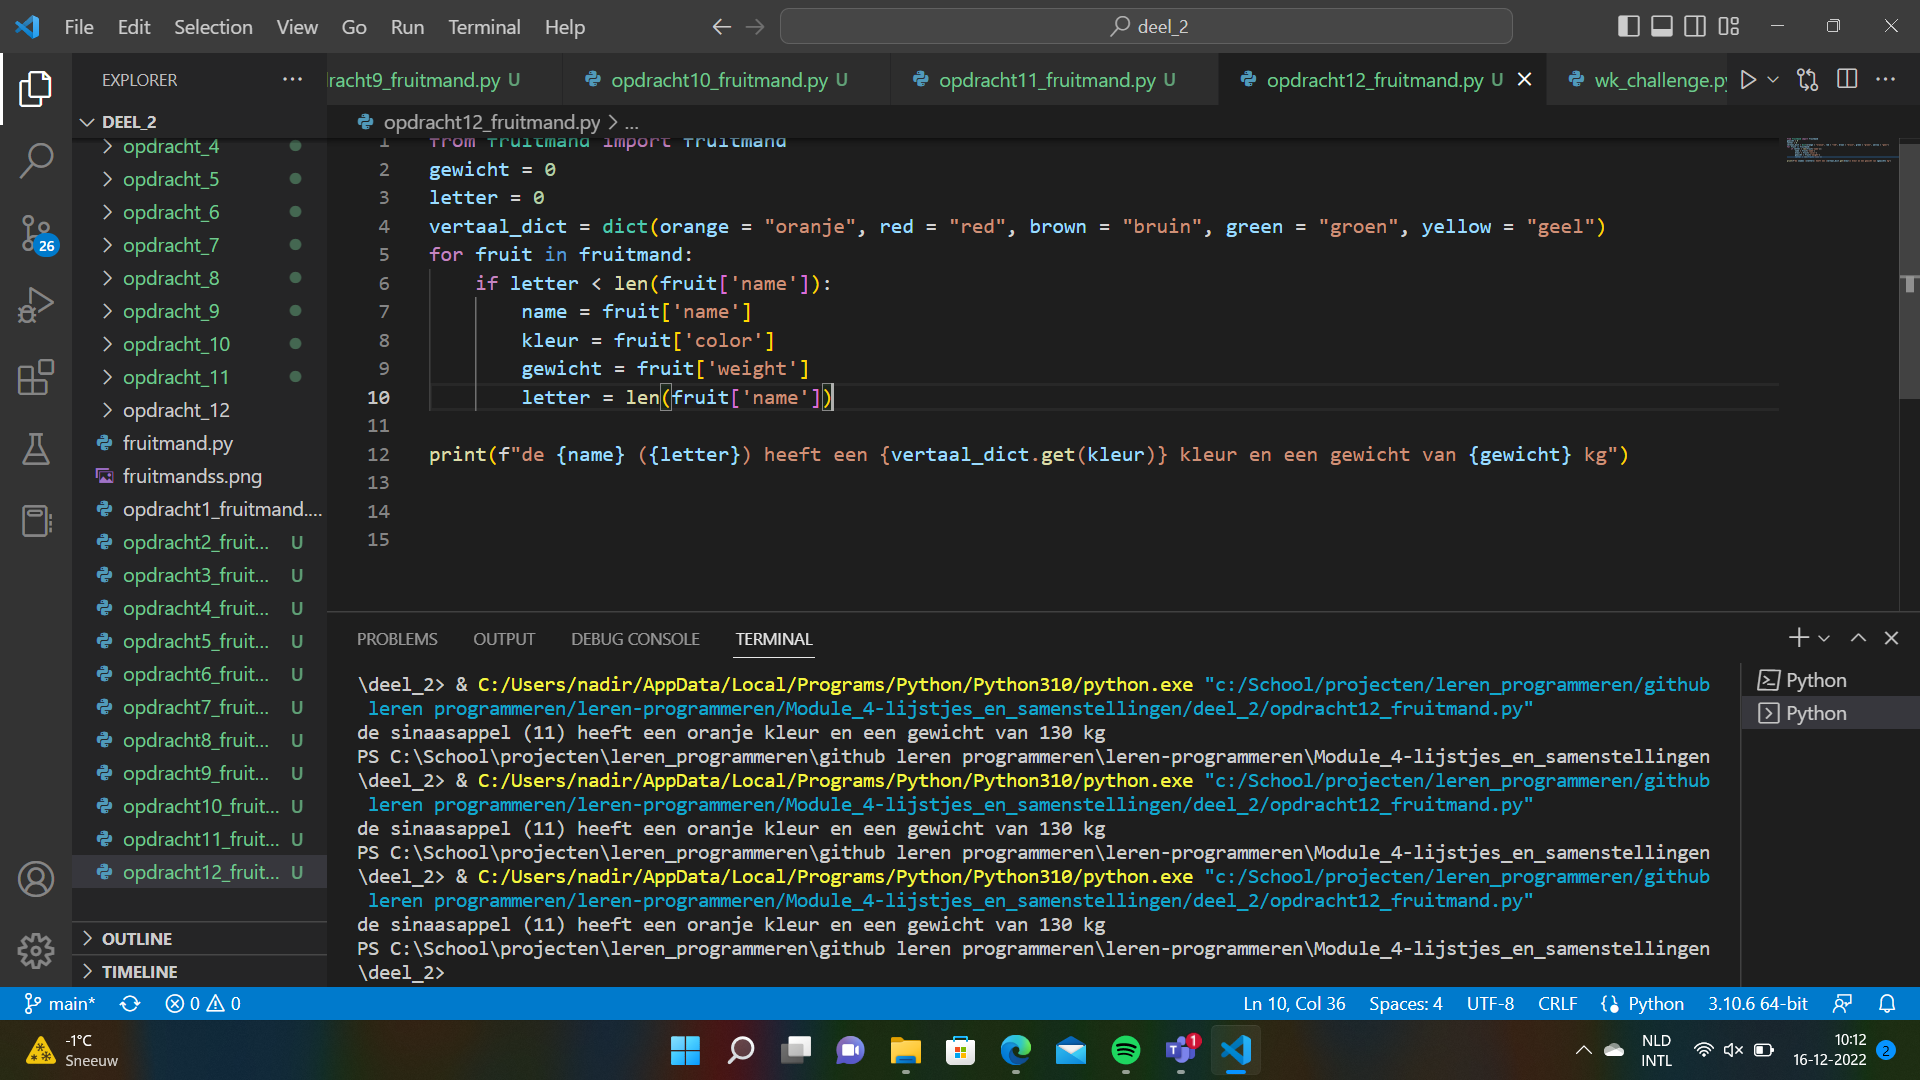 File Edit Selection View Go Run Terminal Help
deel_2
EXPLORER
racht9_fruitmand.py U
opdracht10_fruitmand.py U
opdracht11_fruitmand.py U
opdracht12_fruitmand.py U
wk_challenge.py
DEEL_2
opdracht_4
opdracht_5
opdracht_6
opdracht_7
opdracht_8
opdracht_9
opdracht_10
opdracht_11
opdracht_12
fruitmand.py
fruitmandss.png
opdracht1_fruitmand....
opdracht2_fruit... U
opdracht3_fruit... U
opdracht4_fruit... U
opdracht5_fruit... U
opdracht6_fruit... U
opdracht7_fruit... U
opdracht8_fruit... U
opdracht9_fruit... U
opdracht10_fruit... U
opdracht11_fruit... U
opdracht12_fruit... U
OUTLINE
TIMELINE
26
opdracht12_fruitmand.py > ...
1 from fruitmand import fruitmand
2 gewicht = 0
3 letter = 0
4 vertaal_dict = dict(orange = "oranje", red = "red", brown = "bruin", green = "groen", yellow = "geel")
5 for fruit in fruitmand:
6 if letter < len(fruit['name']):
7 name = fruit['name']
8 kleur = fruit['color']
9 gewicht = fruit['weight']
10 letter = len(fruit['name'])
11
12 print(f"de {name} ({letter}) heeft een {vertaal_dict.get(kleur)} kleur en een gewicht van {gewicht} kg")
13
14
15
PROBLEMS OUTPUT DEBUG CONSOLE TERMINAL
\deel_2> & C:/Users/nadir/AppData/Local/Programs/Python/Python310/python.exe "c:/School/projecten/leren_programmeren/github
leren programmeren/leren-programmeren/Module_4-lijstjes_en_samenstellingen/deel_2/opdracht12_fruitmand.py"
de sinaasappel (11) heeft een oranje kleur en een gewicht van 130 kg
PS C:\School\projecten\leren_programmeren\github leren programmeren\leren-programmeren\Module_4-lijstjes_en_samenstellingen
\deel_2> & C:/Users/nadir/AppData/Local/Programs/Python/Python310/python.exe "c:/School/projecten/leren_programmeren/github
leren programmeren/leren-programmeren/Module_4-lijstjes_en_samenstellingen/deel_2/opdracht12_fruitmand.py"
de sinaasappel (11) heeft een oranje kleur en een gewicht van 130 kg
PS C:\School\projecten\leren_programmeren\github leren programmeren\leren-programmeren\Module_4-lijstjes_en_samenstellingen
\deel_2> & C:/Users/nadir/AppData/Local/Programs/Python/Python310/python.exe "c:/School/projecten/leren_programmeren/github
leren programmeren/leren-programmeren/Module_4-lijstjes_en_samenstellingen/deel_2/opdracht12_fruitmand.py"
de sinaasappel (11) heeft een oranje kleur en een gewicht van 130 kg
PS C:\School\projecten\leren_programmeren\github leren programmeren\leren-programmeren\Module_4-lijstjes_en_samenstellingen
\deel_2>
Python
Python
main* 0 0
Ln 10, Col 36 Spaces: 4 UTF-8 CRLF Python 3.10.6 64-bit
-1°C
Sneeuw
1
NLD
INTL
10:12
16-12-2022
2